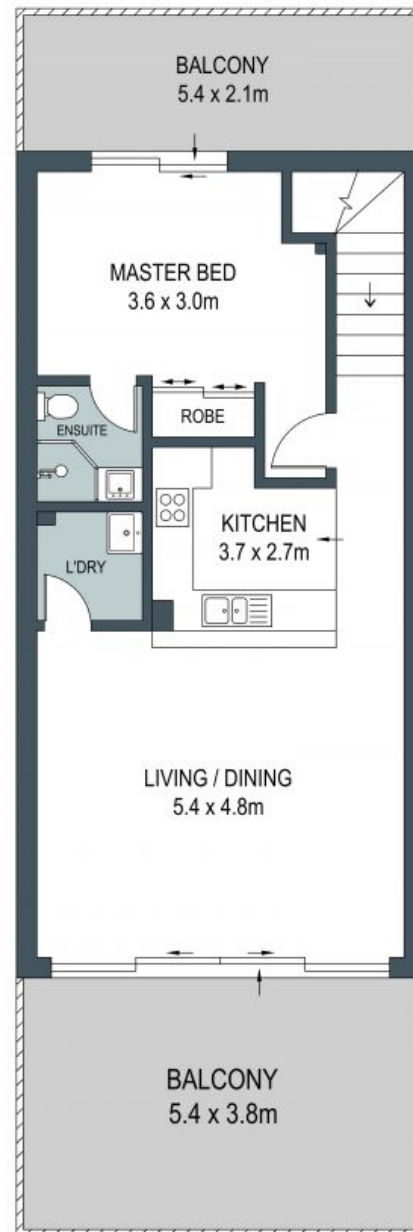 BALCONY
5.4 x 2.1m
MASTER BED
3.6 x 3.0m
ROBE
ENSUITE
KITCHEN
3.7 x 2.7m
L'DRY
LIVING / DINING
5.4 x 4.8m
BALCONY
5.4 x 3.8m